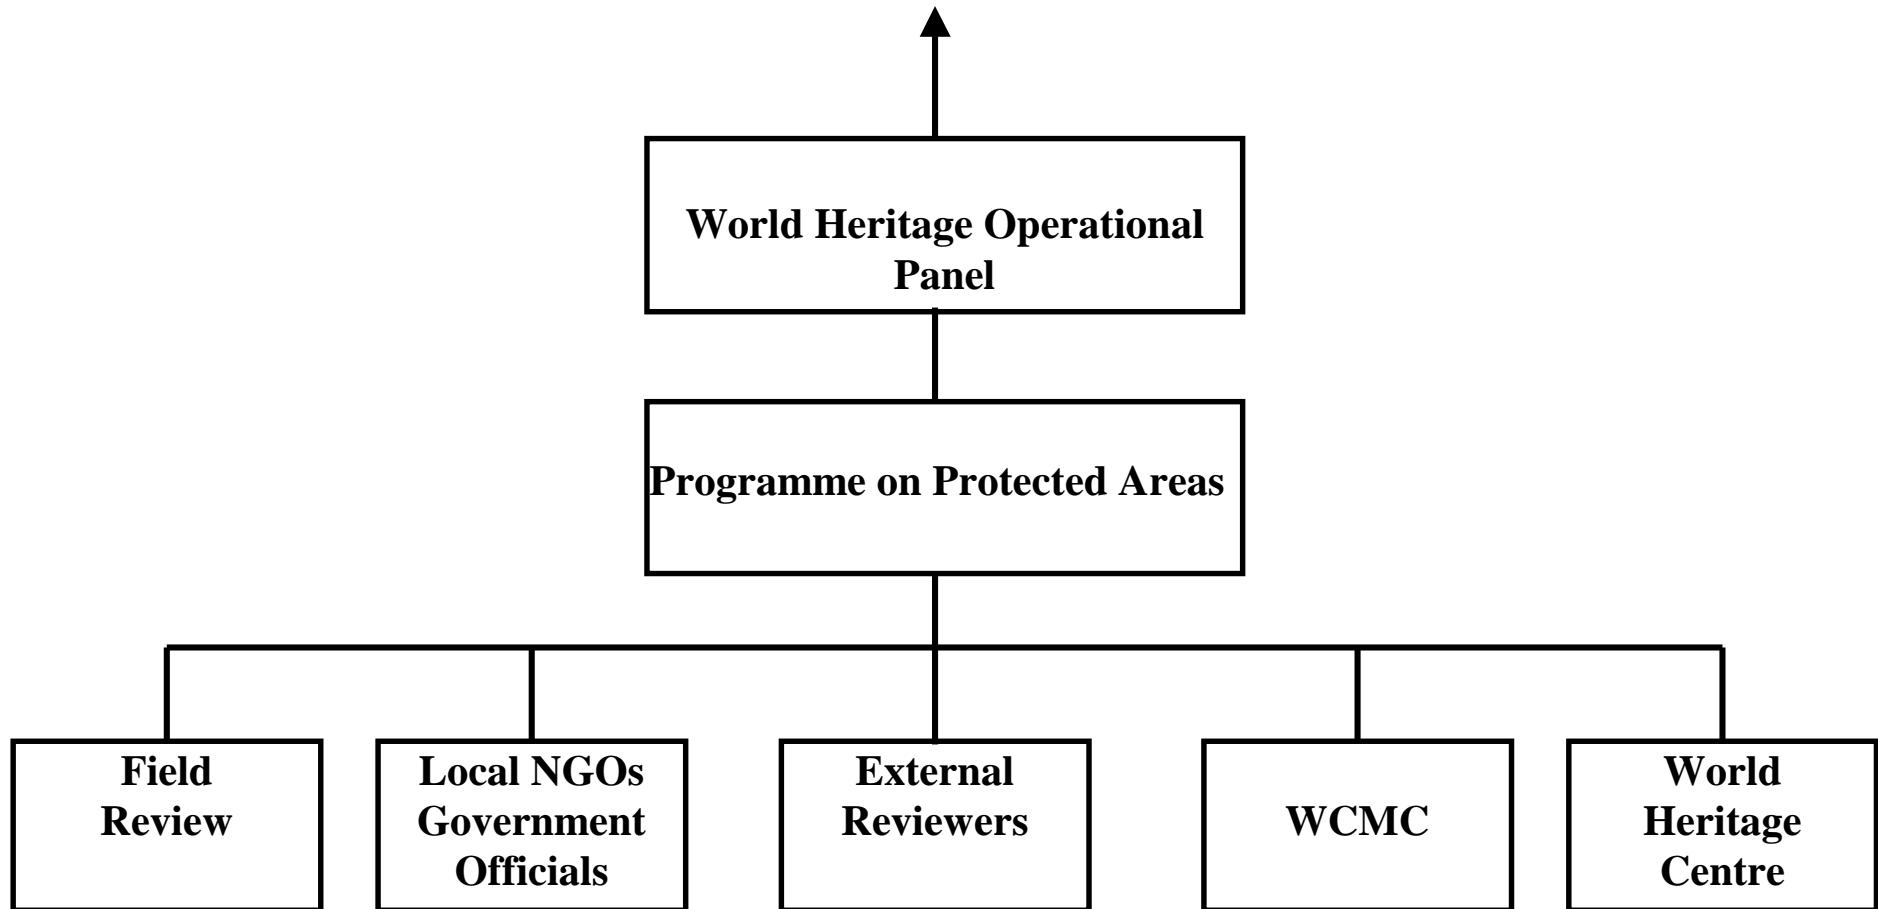 World Heritage Operational
Panel
Programme on Protected Areas
Field
Review
Local NGOs
Government
Officials
External
Reviewers
WCMC
World
Heritage
Centre